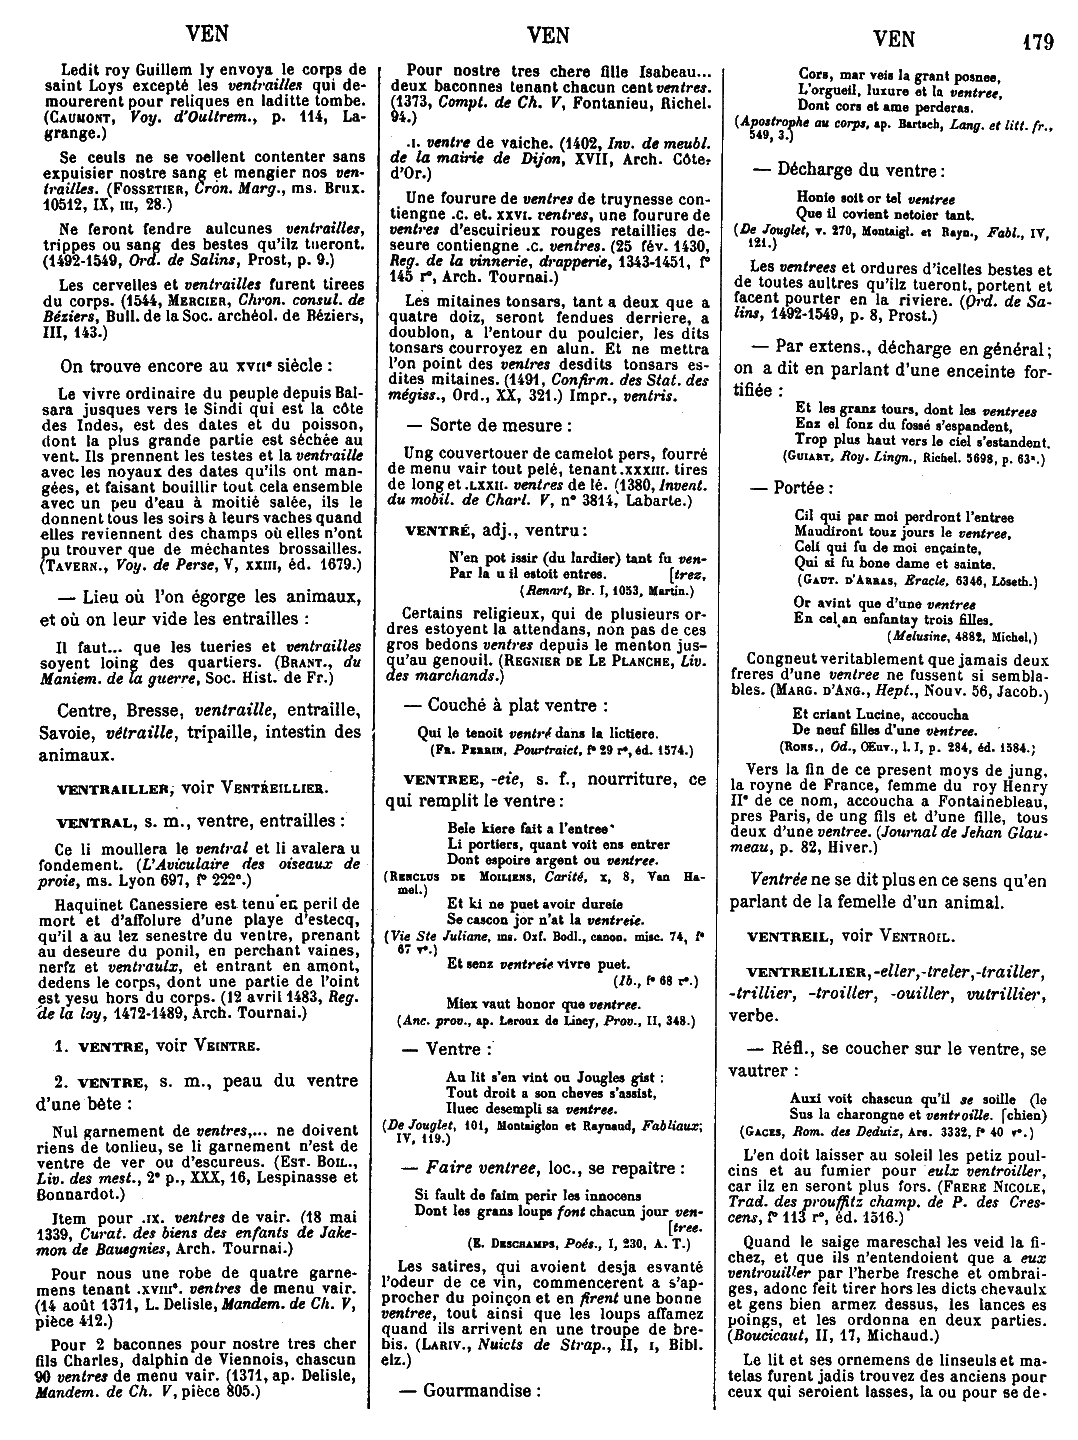 VEN
VEN
VEN
179
Ledit roy Guillem ly envoya le corps de
saint Loys excepté les ventrailles qui de-
mourerent pour reliques en laditte tombe.
(CAUMONT, Voy. d'Oultrem., p. 114, La-
grange.)
Se ceuls ne se voellent contenter sans
expuisier nostre sang et mengier nos ven-
trailles. (FOSSETIER, Cron. Marg., ms. Brux.
10512, IX, III, 28.)
Ne feront fendre aulcunes ventrailles,
trippes ou sang des bestes qu'ilz tueront.
(1492-1549, Ord. de Salins, Prost, p. 9.)
Les cervelles et ventrailles furent tirees
du corps. (1544, MERCIER, Chron. consul. de
Béziers, Bull. de la Soc. archéol. de Béziers,
III, 143.)
On trouve encore au XVIIe siècle :
Le vivre ordinaire du peuple depuis Bal-
sara jusques vers le Sindi qui est la côte
des Indes, est des dates et du poisson,
dont la plus grande partie est séchée au
vent. Ils prennent les testes et la ventraille
avec les noyaux des dates qu'ils ont man-
gées, et faisant bouillir tout cela ensemble
avec un peu d'eau à moitié salée, ils le
donnent tous les soirs à leurs vaches quand
elles reviennent des champs où elles n'ont
pu trouver que de méchantes brossailles.
(TAVERN., Voy. de Perse, V, XXIII, éd. 1679.)
— Lieu où l'on égorge les animaux,
et où on leur vide les entrailles :
Il faut... que les tueries et ventrailles
soyent loing des quartiers. (BRANT., du
Maniem. de la guerre, Soc. Hist. de Fr.)
Centre, Bresse, ventraille, entraille,
Savoie, vétraille, tripaille, intestin des
animaux.
VENTRAILLER, voir VENTREILLIER.
VENTRAL, s. m., ventre, entrailles :
Ce li moullera le ventral et li avalera u
fondement. (L'Aviculaire des oiseaux de
proie, ms. Lyon 697, f° 222a.)
Haquinet Canessiere est tenu en peril de
mort et d'affolure d'une playe d'estecq,
qu'il a au lez senestre du ventre, prenant
au deseure du ponil, en perchant vaines,
nerfz et ventraulx, et entrant en amont,
dedens le corps, dont une partie de l'oint
est yesu hors du corps. (12 avril 1483, Reg.
de la loy, 1472-1489, Arch. Tournai.)
1. VENTRE, voir VEINTRE.
2. VENTRE, s. m., peau du ventre
d'une bête :
Nul garnement de ventres,... ne doivent
riens de tonlieu, se li garnement n'est de
ventre de ver ou d'escureus. (EST. BOIL.,
Liv. des mest., 2e p., XXX, 16, Lespinasse et
Bonnardot.)
Item pour .IX. ventres de vair. (18 mai
1339, Curat. des biens des enfants de Jake-
mon de Bauegnies, Arch. Tournai.)
Pour nous une robe de quatre garne-
mens tenant .XVIIIc. ventres de menu vair.
(14 août 1371, L. Delisle, Mandem. de Ch. V,
pièce 412.)
Pour 2 baconnes pour nostre tres cher
fils Charles, dalphin de Viennois, chascun
90 ventres de menu vair. (1371, ap. Delisle,
Mandem. de Ch. V, pièce 805.)
Pour nostre tres chere fille Isabeau...
deux baconnes tenant chacun cent ventres.
(1373, Compt. de Ch. V, Fontanieu, Richel.
94.)
.I. ventre de vaiche. (1402, Inv. de meubl.
de la mairie de Dijon, XVII, Arch. Côte-
d'Or.)
Une fourure de ventres de truynesse con-
tiengne .C. et. XXVI. ventres, une fourure de
ventres d'escuirieux rouges retaillies de-
seure contiengne .C. ventres. (25 fév. 1430,
Reg. de la vinnerie, drapperie, 1343-1451, f°
145 r°, Arch. Tournai.)
Les mitaines tonsars, tant a deux que a
quatre doiz, seront fendues derriere, a
doublon, a l'entour du poulcier, les dits
tonsars courroyez en alun. Et ne mettra
l'on point des ventres desdits tonsars es-
dites mitaines. (1491, Confirm. des Stat. des
mégiss., Ord., XX, 321.) Impr., ventris.
— Sorte de mesure :
Ung couvertouer de camelot pers, fourré
de menu vair tout pelé, tenant .XXXIII. tires
de long et .LXXII. ventres de lé. (1380, Invent.
du mobil. de Charl. V, n° 3814, Labarte.)
VENTRÉ, adj., ventru :
N'en pot issir (du lardier) tant fu ven-
Par la u il estoit entres. [trez,
(Renart, Br. I, 1053, Martin.)
Certains religieux, qui de plusieurs or-
dres estoyent la attendans, non pas de ces
gros bedons ventres depuis le menton jus-
qu'au genouil. (REGNIER DE LE PLANCHE, Liv.
des marchands.)
— Couché à plat ventre :
Qui le tenoit ventré dans la lictiere.
(FR. PERRIN, Pourtraict, f° 29 r°, éd. 1574.)
VENTREE, -eie, s. f., nourriture, ce
qui remplit le ventre :
Bele kiere fait a l'entree
Li portiers, quant voit ens entrer
Dont espoire argent ou ventree.
(RENCLUS DE MOILIENS, Carité, X, 8, Van Ha-
mel.)
Et ki ne puet avoir dureie
Se cascon jor n'at la ventreie.
(Vie Ste Juliane, ms. Oxf. Bodl., canon. misc. 74, f°
67 r°.)
Et senz ventreie vivre puet.
(Ib., f° 68 r°.)
Miex vaut honor que ventree.
(Anc. prov., ap. Leroux de Lincy, Prov., II, 348.)
— Ventre :
Au lit s'en vint ou Jougles gist :
Tout droit a son cheves s'assist,
Iluec desempli sa ventree.
(De Jouglet, 101, Montaiglon et Raynaud, Fabliaux;
IV, 119.)
— Faire ventree, loc., se repaitre :
Si fault de faim perir les innocens
Dont les grans loups font chacun jour ven-
[tree.
(E. DESCHAMPS, Poés., I, 230, A. T.)
Les satires, qui avoient desja esvanté
l'odeur de ce vin, commencerent a s'ap-
procher du poinçon et en firent une bonne
ventree, tout ainsi que les loups affamez
quand ils arrivent en une troupe de bre-
bis. (LARIV., Nuicts de Strap., II, I, Bibl.
elz.)
— Gourmandise :
Cors, mar veis la grant posnee,
L'orgueil, luxure et la ventree,
Dont cors et ame perderas.
(Apostrophe au corps, ap. Bartsch, Lang. et litt. fr.,
549, 3.)
— Décharge du ventre :
Honie soit or tel ventree
Que il covient netoier tant.
(De Jouglet, v. 270, Montaigl. et Rayn., Fabl., IV,
121.)
Les ventrees et ordures d'icelles bestes et
de toutes aultres qu'ilz tueront, portent et
facent pourter en la riviere. (Ord. de Sa-
lins, 1492-1549, p. 8, Prost.)
— Par extens., décharge en général;
on a dit en parlant d'une enceinte for-
tifiée :
Et les granz tours, dont les ventrees
Enz el fonz du fossé s'espandent,
Trop plus haut vers le ciel s'estandent.
(GUIART, Roy. Lingn., Richel. 5698, p. 63a.)
— Portée :
Cil qui par moi perdront l'entree
Maudiront touz jours le ventree,
Celi qui fu de moi ençainte,
Qui si fu bone dame et sainte.
(GAUT. D'ARRAS, Eracle, 6346, Löseth.)
Or avint que d'une ventree
En cel an enfantay trois filles.
(Melusine, 4882, Michel.)
Congneut veritablement que jamais deux
freres d'une ventree ne fussent si sembla-
bles. (MARG. D'ANG., Hept., Nouv. 56, Jacob.)
Et criant Lucine, accoucha
De neuf filles d'une ventree.
(RONS., Od., Œuv., l. I, p. 284, éd. 1584.)
Vers la fin de ce present moys de jung,
la royne de France, femme du roy Henry
IIe de ce nom, accoucha a Fontainebleau,
pres Paris, de ung fils et d'une fille, tous
deux d'une ventree. (Journal de Jehan Glau-
meau, p. 82, Hiver.)
Ventrée ne se dit plus en ce sens qu'en
parlant de la femelle d'un animal.
VENTREIL, voir VENTROIL.
VENTREILLIER, -eller, -treler, -trailler,
-trillier, -troiller, -ouiller, vutrillier,
verbe.
— Réfl., se coucher sur le ventre, se
vautrer :
Auxi voit chascun qu'il se soille (le
Sus la charongne et ventroille. [chien)
(GACES, Rom. des Deduiz, Ars. 3332, f° 40 r°.)
L'en doit laisser au soleil les petiz poul-
cins et au fumier pour eulx ventroiller,
car ilz en seront plus fors. (FRERE NICOLE,
Trad. des prouffitz champ. de P. des Cres-
cens, f° 113 r°, éd. 1516.)
Quand le saige mareschal les veid la fi-
chez, et que ils n'entendoient que a eux
ventrouiller par l'herbe fresche et ombrai-
ges, adonc feit tirer hors les dicts chevaulx
et gens bien armez dessus, les lances es
poings, et les ordonna en deux parties.
(Boucicaut, II, 17, Michaud.)
Le lit et ses ornemens de linseuls et ma-
telas furent jadis trouvez des anciens pour
ceux qui seroient lasses, la ou pour se de-